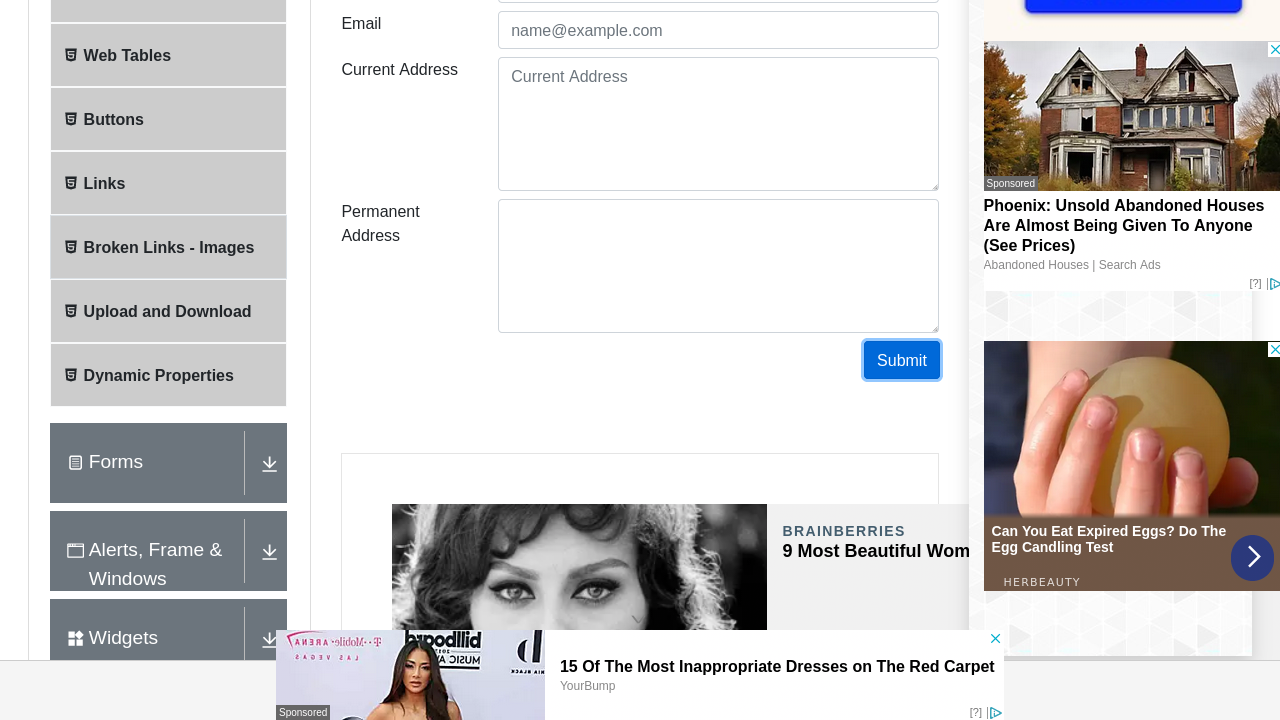 Web Tables
Buttons
Links
Broken Links - Images
Upload and Download
Dynamic Properties
Forms
Alerts, Frame &
Windows
Widgets
Email
name@example.com
Current Address
Current Address
Permanent
Address
Submit
BRAINBERRIES
9 Most Beautiful Wom
Sponsored
Phoenix: Unsold Abandoned Houses
Are Almost Being Given To Anyone
(See Prices)
Abandoned Houses | Search Ads
[?]
Can You Eat Expired Eggs? Do The
Egg Candling Test
HERBEAUTY
15 Of The Most Inappropriate Dresses on The Red Carpet
YourBump
Sponsored
[?]